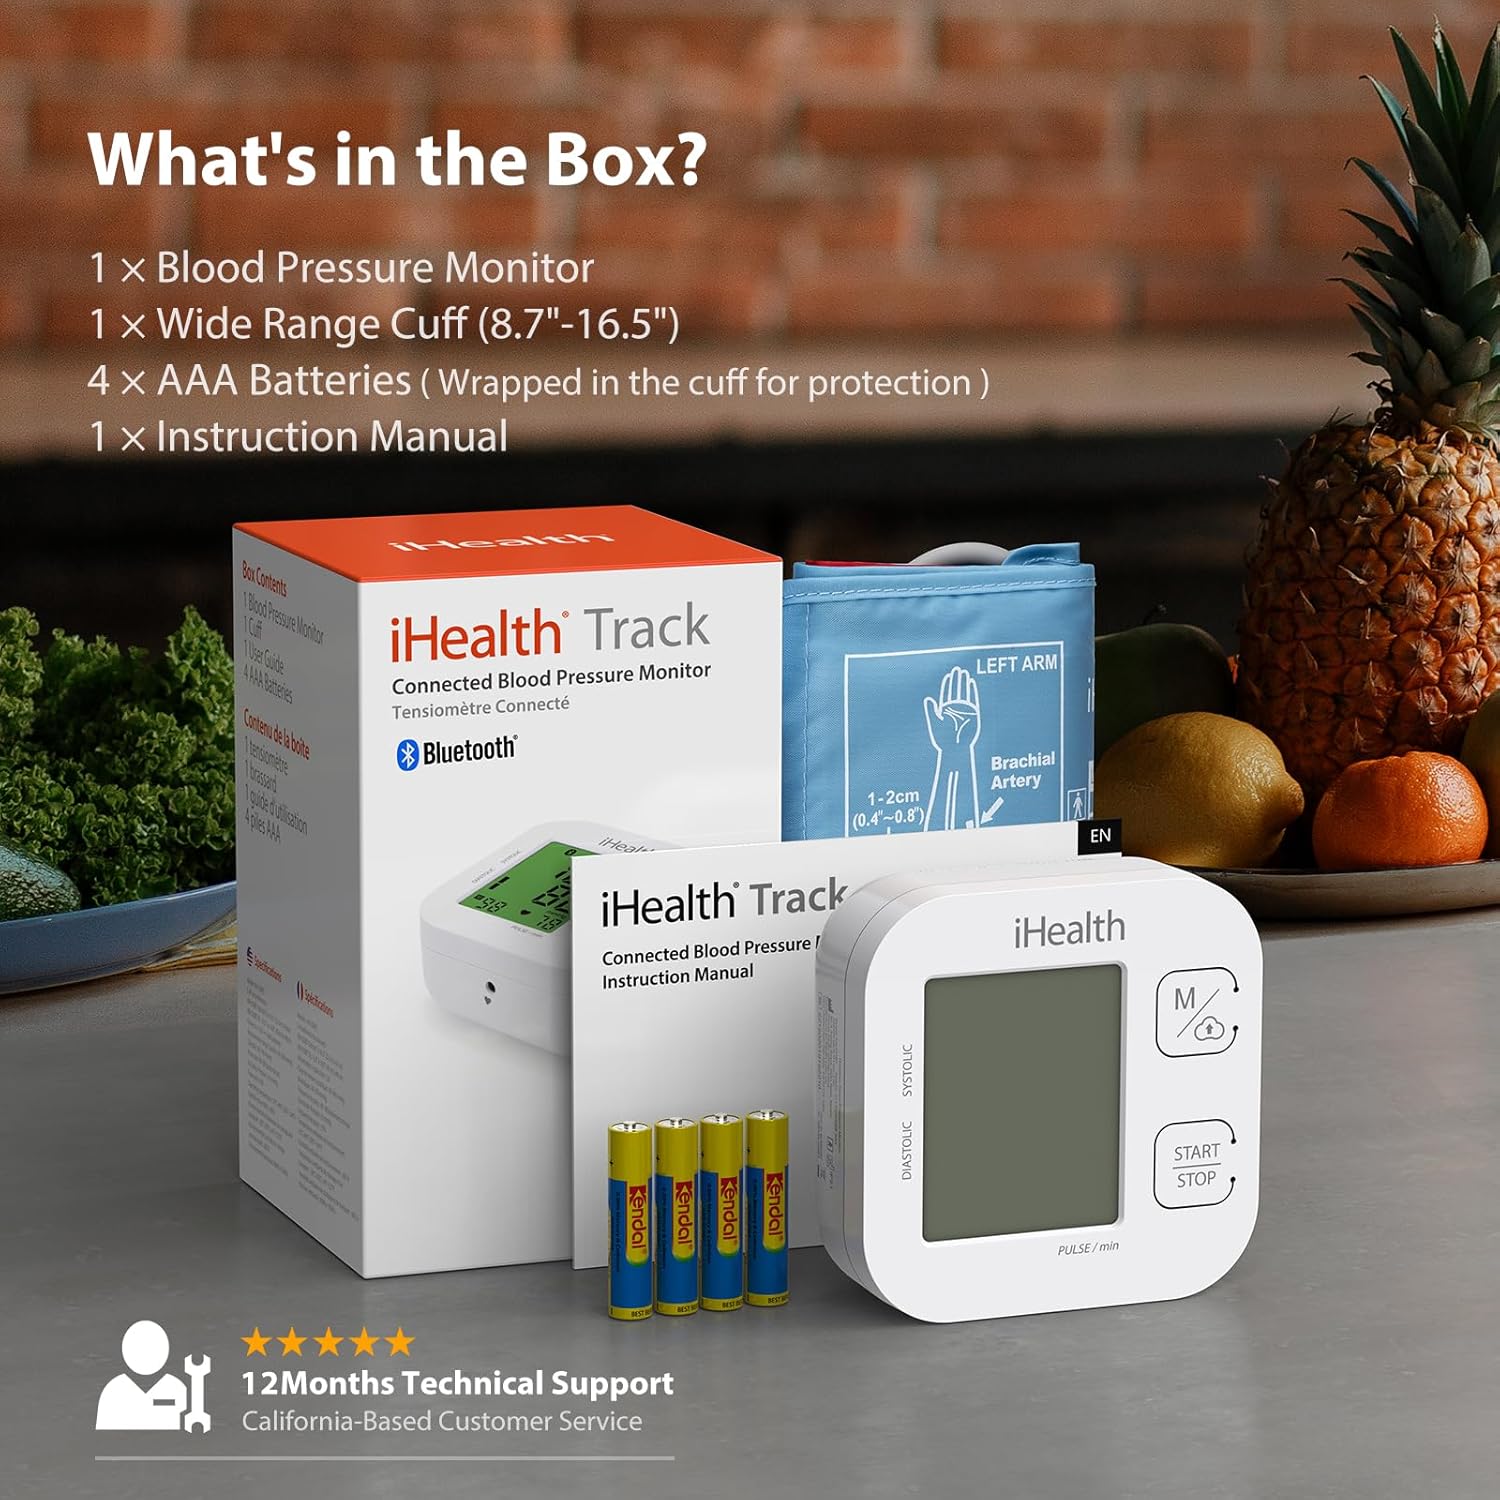 What's in the Box?
1 × Blood Pressure Monitor
1 × Wide Range Cuff (8.7"-16.5")
4 × AAA Batteries ( Wrapped in the cuff for protection )
1 × Instruction Manual
iHealth
Box Contents
1 Blood Pressure Monitor
1 Cuff
1 User Guide
4 AAA Batteries
Contenu de la boîte
1 tensiomètre
1 brassard
1 guide d'utilisation
4 piles AAA
Specifications
Spécifications
iHealth® Track
Connected Blood Pressure Monitor
Tensiomètre Connecté
Bluetooth®
LEFT ARM
Brachial
Artery
1-2cm
(0.4"~0.8")
EN
iHealth® Track
Connected Blood Pressure
Instruction Manual
iHealth
M
SYSTOLIC
DIASTOLIC
START
STOP
PULSE / min
Kendal
Kendal
Kendal
Kendal
12Months Technical Support
California-Based Customer Service